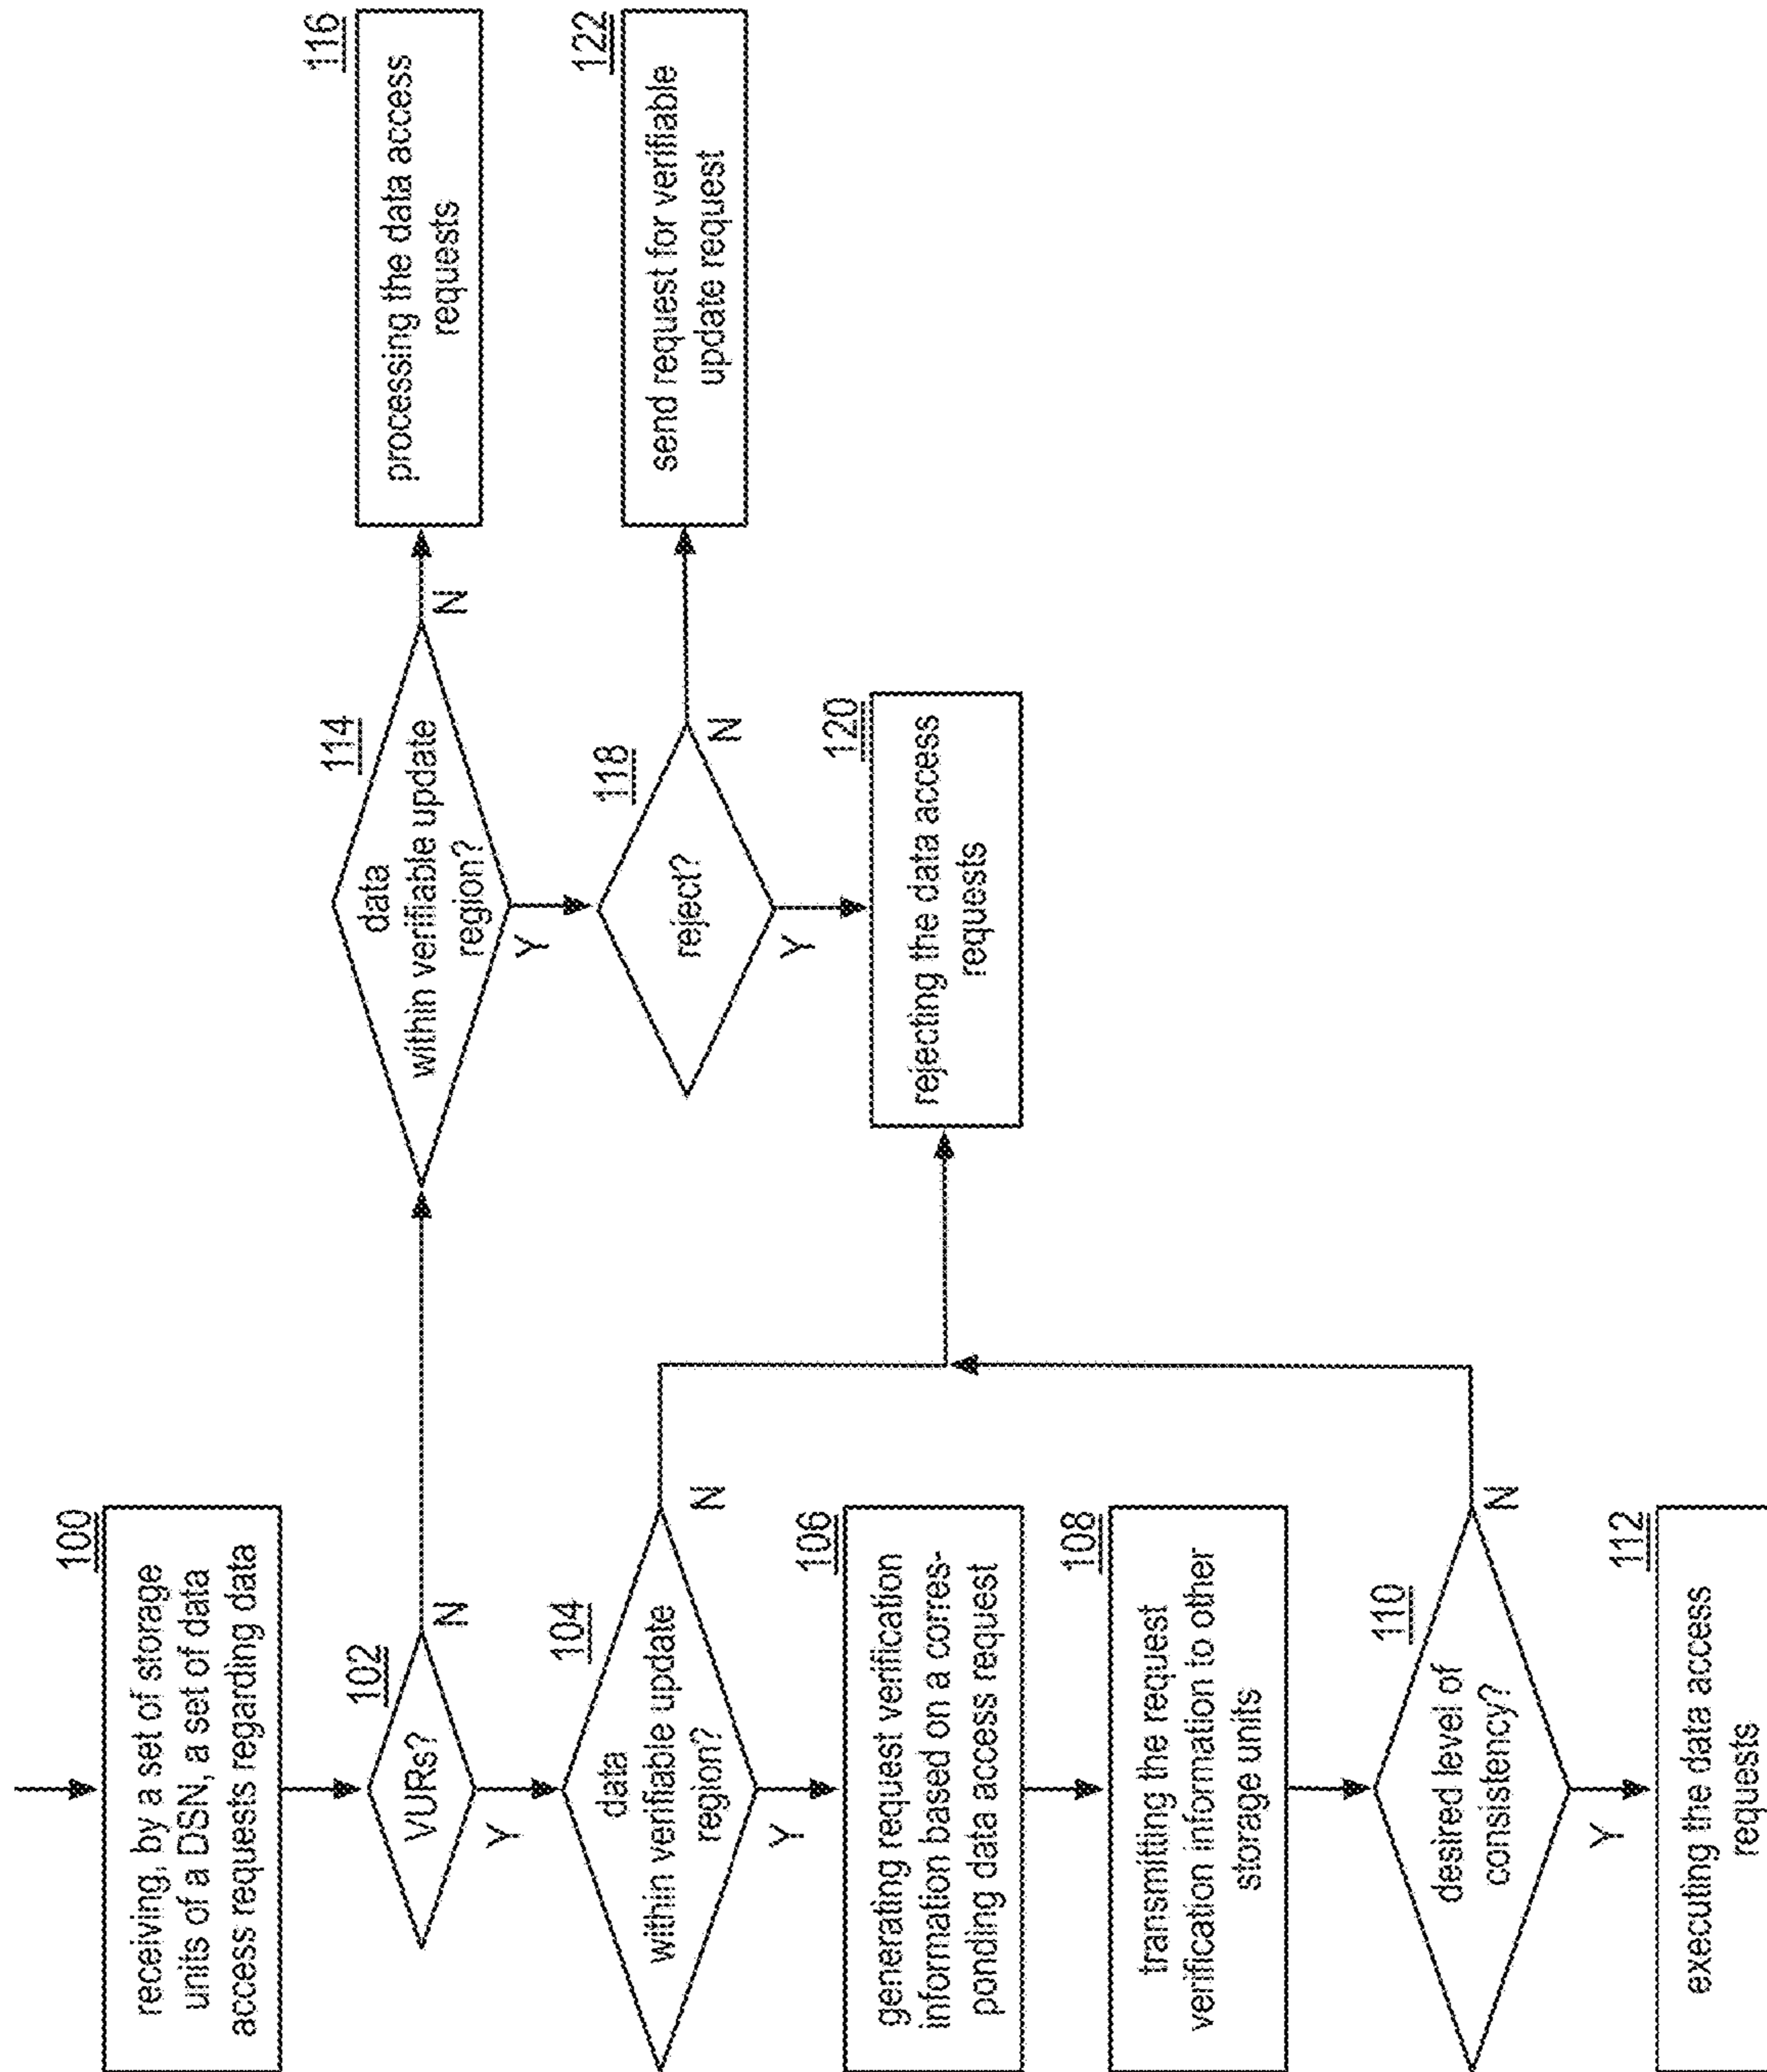 100
receiving, by a set of storage
units of a DSN, a set of data
access requests regarding data
102
VURs?
N
Y
104
data
within verifiable update
region?
N
Y
106
generating request verification
information based on a corres-
ponding data access request
108
transmitting the request
verification information to other
storage units
110
desired level of
consistency?
N
Y
112
executing the data access
requests
114
data
within verifiable update
region?
N
Y
116
processing the data access
requests
118
reject?
N
Y
120
rejecting the data access
requests
122
send request for verifiable
update request